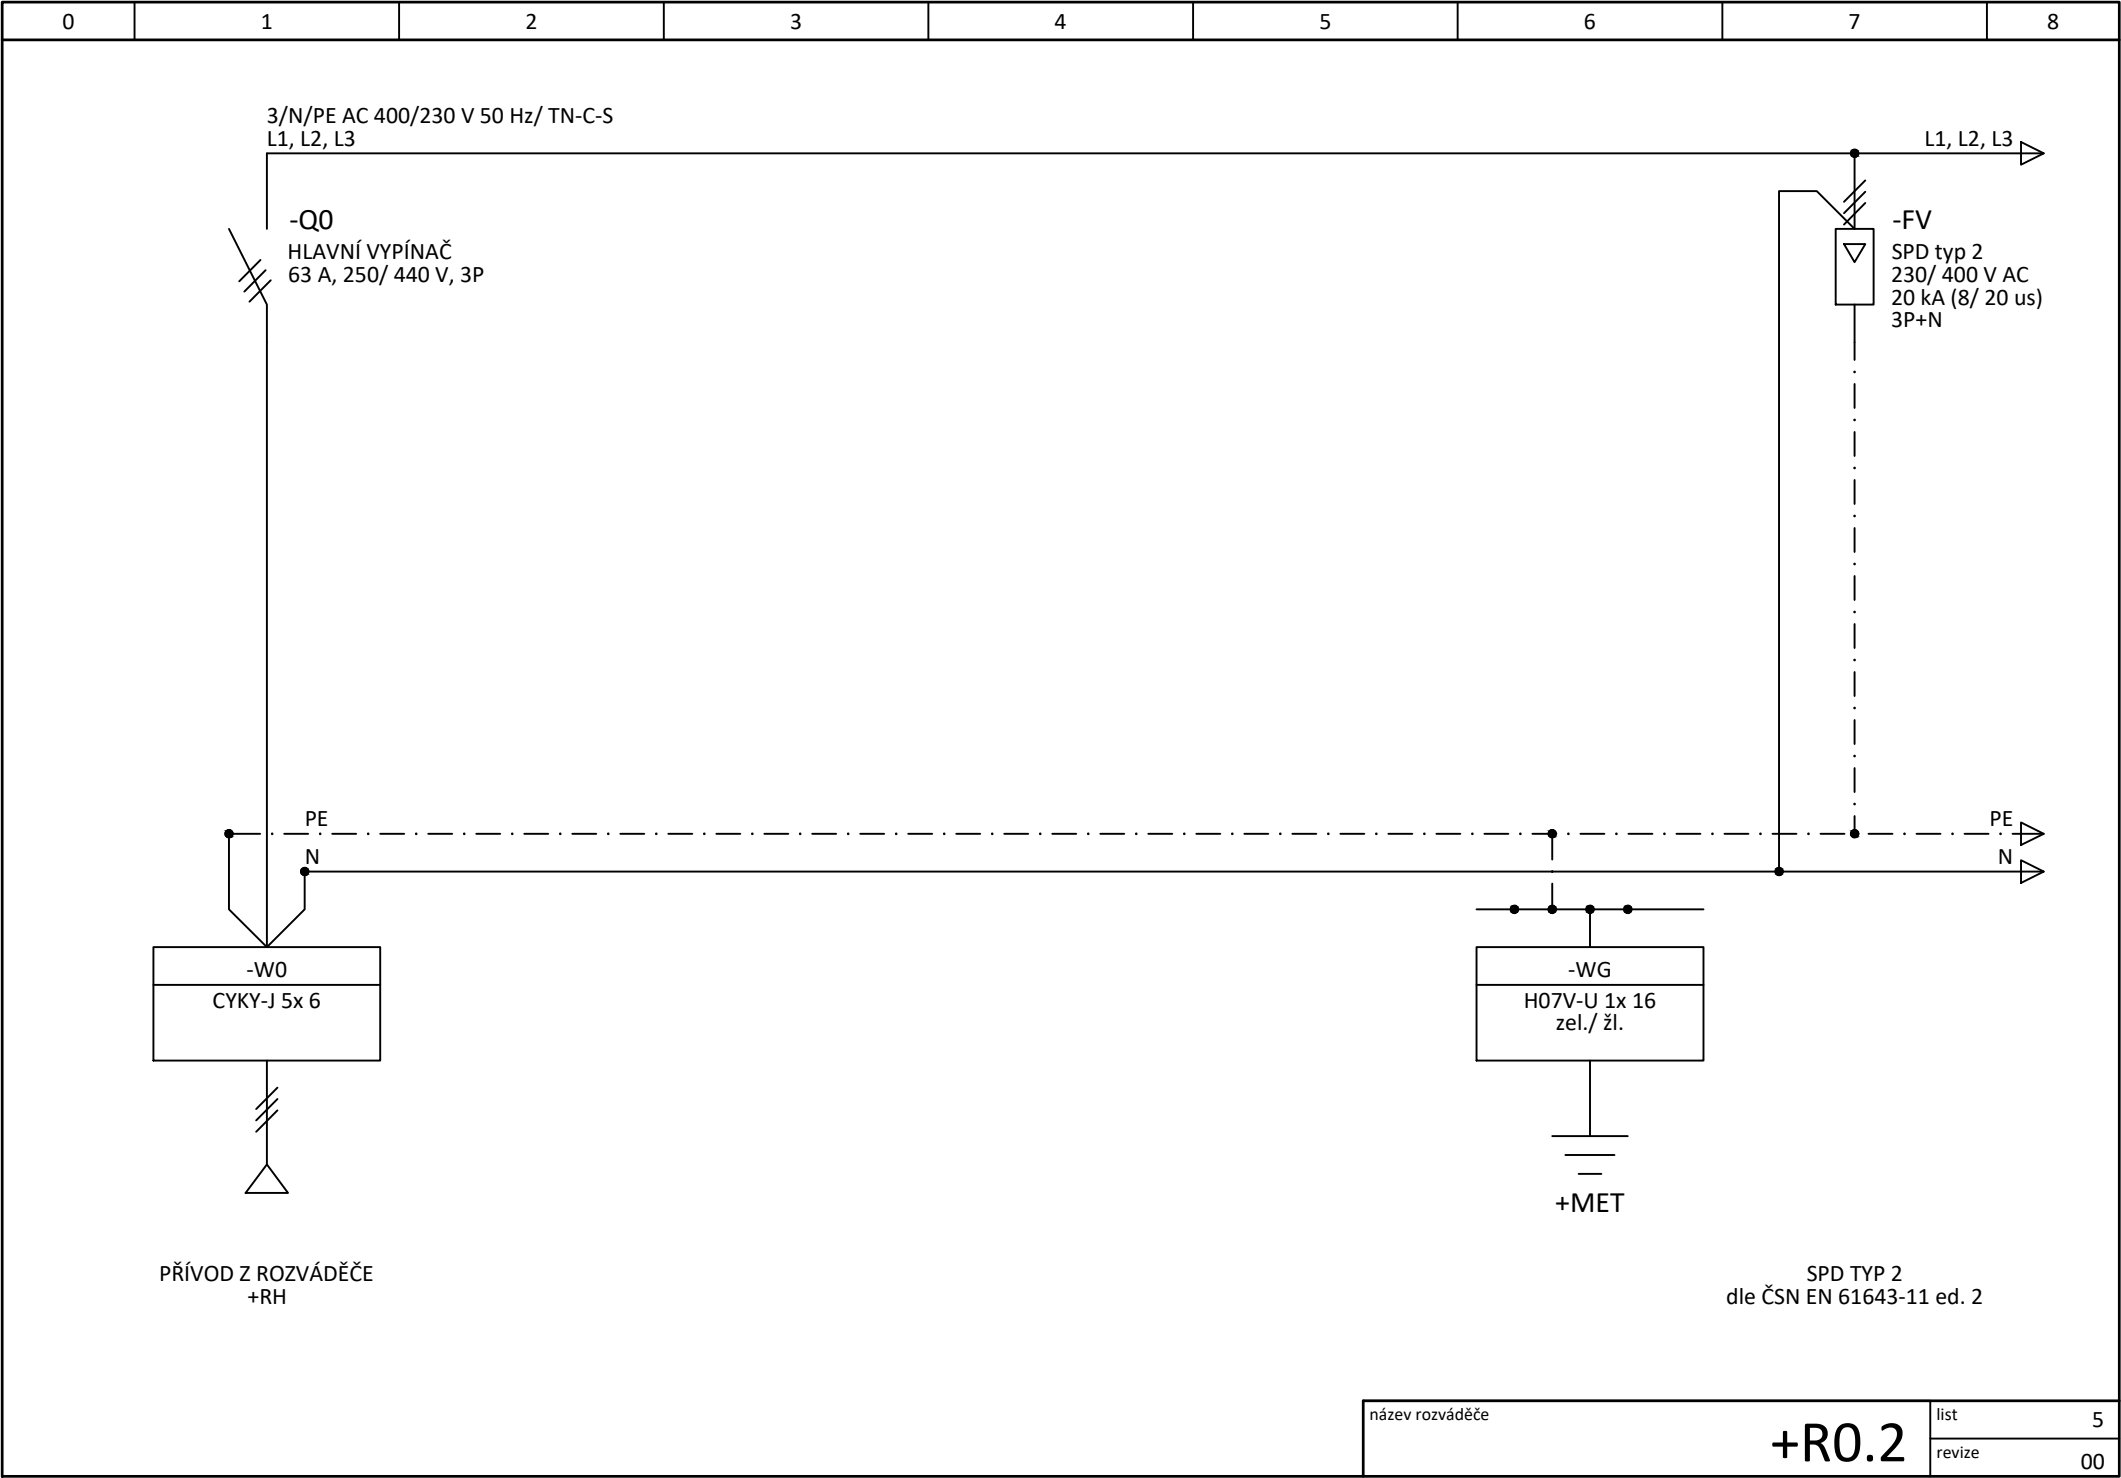 0 1 2 3 4 5 6 7 8
3/N/PE AC 400/230 V 50 Hz/ TN-C-S
L1, L2, L3
L1, L2, L3
-Q0
HLAVNÍ VYPÍNAČ
63 A, 250/ 440 V, 3P
-FV
SPD typ 2
230/ 400 V AC
20 kA (8/ 20 us)
3P+N
PE
PE
N
N
-W0
CYKY-J 5x 6
-WG
H07V-U 1x 16
zel./ žl.
+MET
PŘÍVOD Z ROZVÁDĚČE
+RH
SPD TYP 2
dle ČSN EN 61643-11 ed. 2
název rozváděče
+R0.2
list 5
revize 00